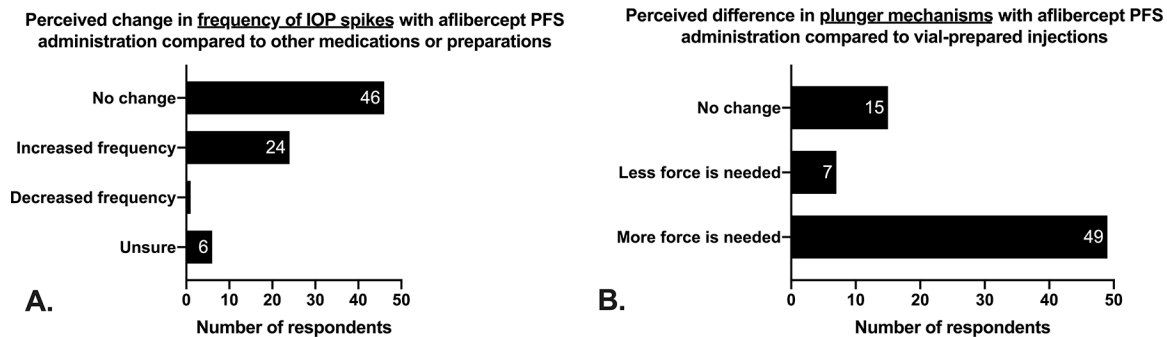 Perceived change in frequency of IOP spikes with aflibercept PFS
administration compared to other medications or preparations
No change
46
Increased frequency
24
Decreased frequency
Unsure
6
0 10 20 30 40 50
A.
Number of respondents
Perceived difference in plunger mechanisms with aflibercept PFS
administration compared to vial-prepared injections
No change
15
Less force is needed
7
More force is needed
49
0 10 20 30 40 50
B.
Number of respondents